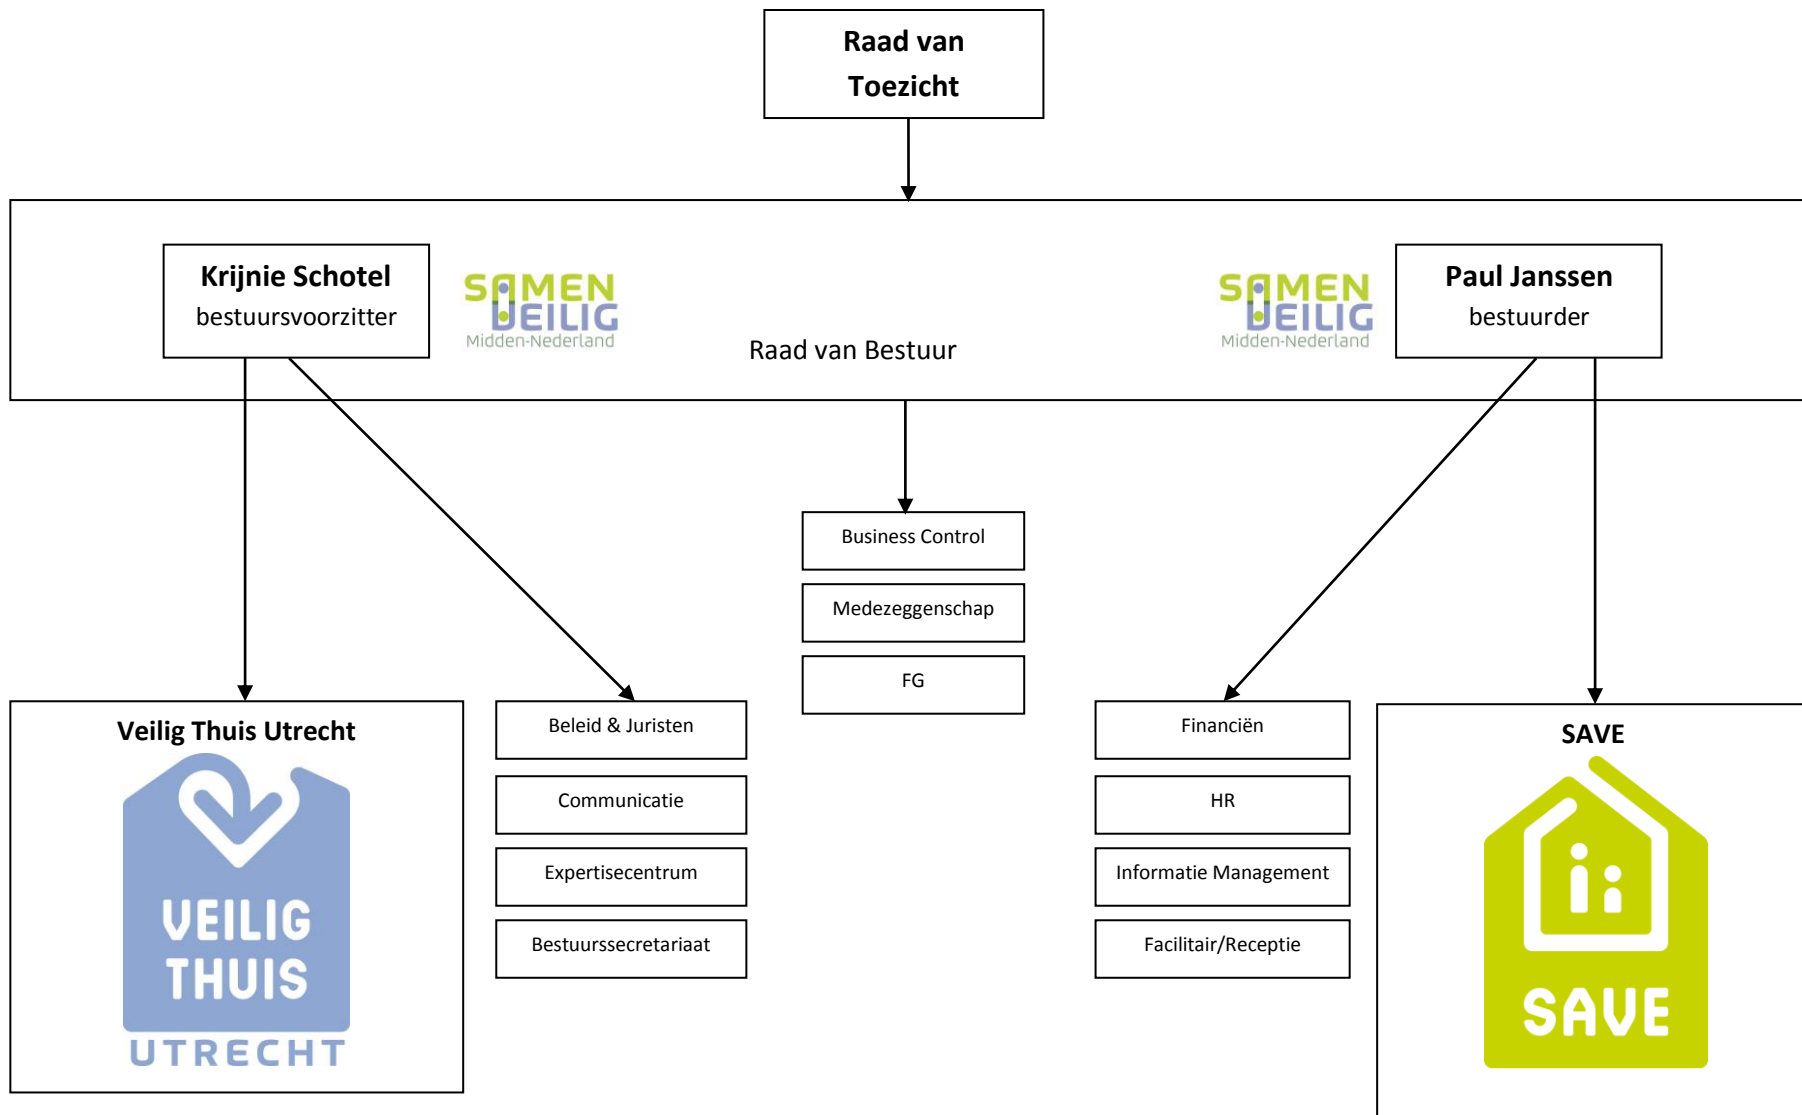 Raad van
Toezicht
Krijnie Schotel
bestuursvoorzitter
SAMEN
VEILIG
Midden-Nederland
Raad van Bestuur
SAMEN
VEILIG
Midden-Nederland
Paul Janssen
bestuurder
Business Control
Medezeggenschap
FG
Veilig Thuis Utrecht
VEILIG
THUIS
UTRECHT
Beleid & Juristen
Communicatie
Expertisecentrum
Bestuurssecretariaat
Financiën
HR
Informatie Management
Facilitair/Receptie
SAVE
SAVE